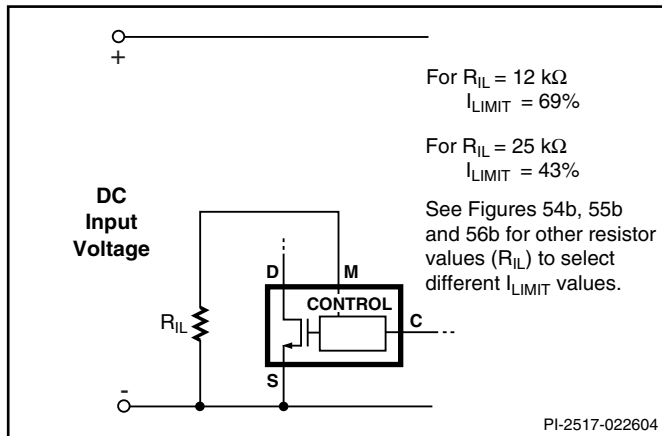 +
For R_IL = 12 kΩ
I_LIMIT = 69%
For R_IL = 25 kΩ
I_LIMIT = 43%
See Figures 54b, 55b
and 56b for other resistor
values (R_IL) to select
different I_LIMIT values.
DC
Input
Voltage
D M
CONTROL
C
R_IL
S
-
PI-2517-022604